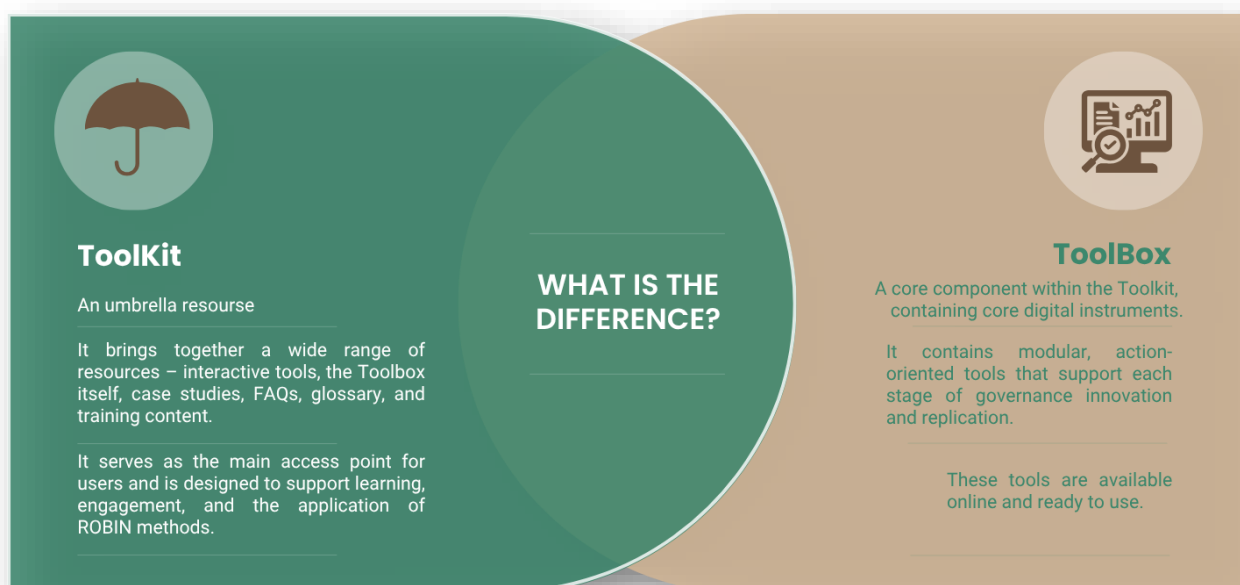 ToolKit
An umbrella resourse
It brings together a wide range of
resources – interactive tools, the Toolbox
itself, case studies, FAQs, glossary, and
training content.
It serves as the main access point for
users and is designed to support learning,
engagement, and the application of
ROBIN methods.
WHAT IS THE
DIFFERENCE?
ToolBox
A core component within the Toolkit,
containing core digital instruments.
It contains modular, action-
oriented tools that support each
stage of governance innovation
and replication.
These tools are available
online and ready to use.